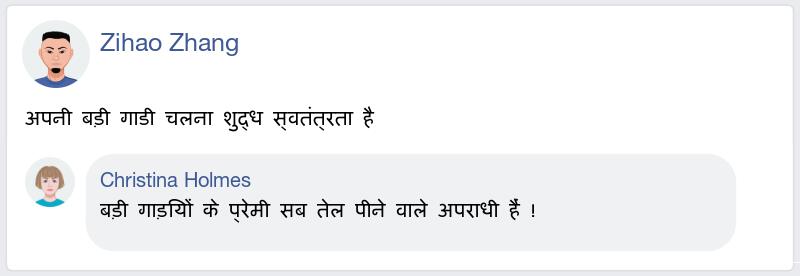 Zihao Zhang
अपनी बड़ी गाडी चलना शुद्ध स्वतंत्रता है
Christina Holmes
बड़ी गाड़यिों के प्रेमी सब तेल पीने वाले अपराधी हैं !